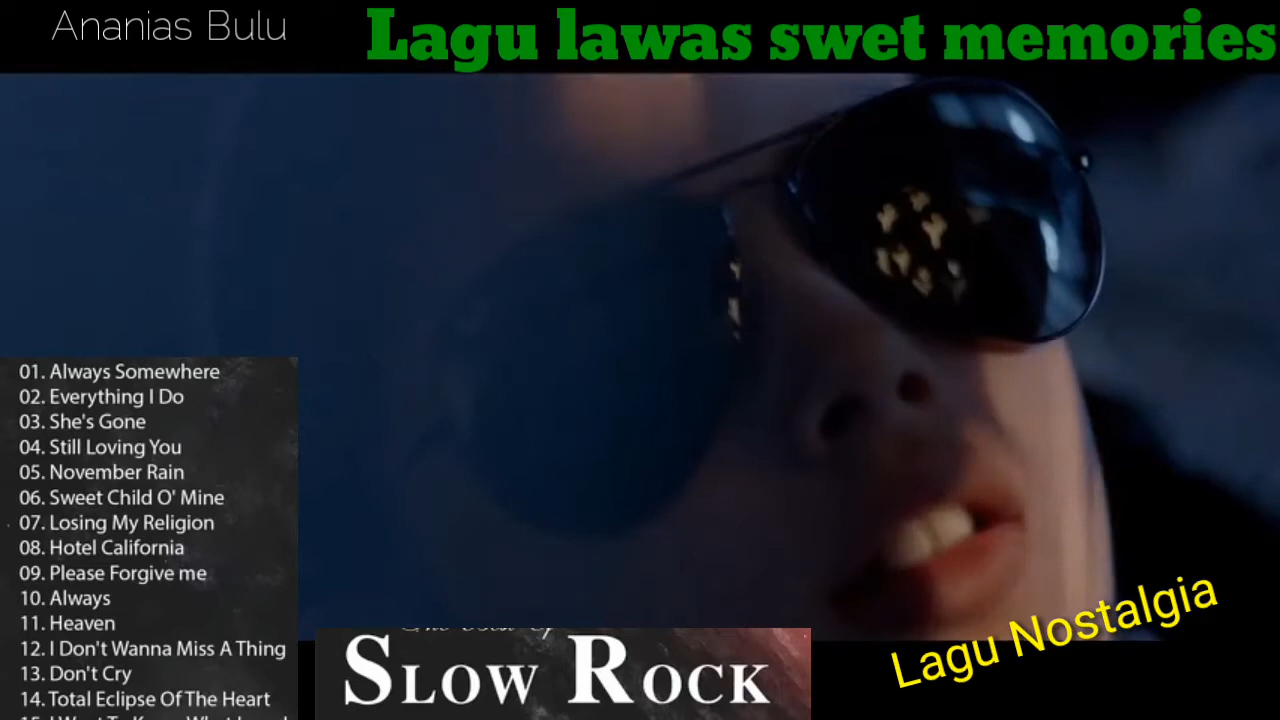 Ananias Bulu
Lagu lawas swet memories
01. Always Somewhere
02. Everything I Do
03. She's Gone
04. Still Loving You
05. November Rain
06. Sweet Child O' Mine
07. Losing My Religion
08. Hotel California
09. Please Forgive me
10. Always
11. Heaven
12. I Don't Wanna Miss A Thing
13. Don't Cry
14. Total Eclipse Of The Heart
SLOW ROCK
Lagu Nostalgia